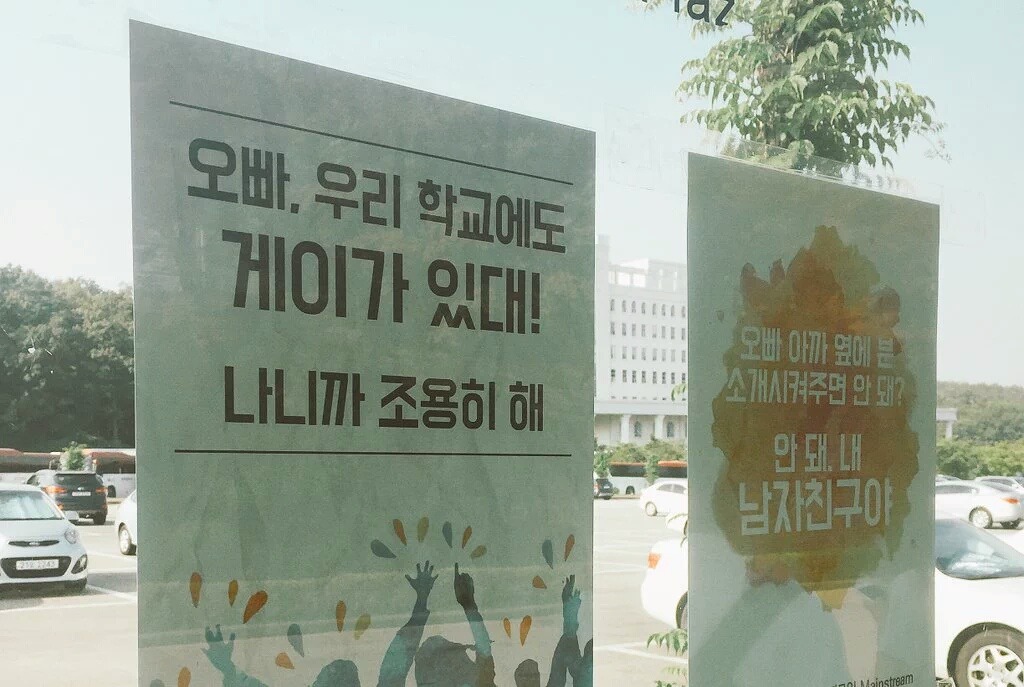 오빠, 우리 학교에도
게이가 있대!
나니까 조용히 해
오빠 아까 옆에 분
소개시켜주면 안 돼?
안 돼. 내
남자친구야
Mainstream